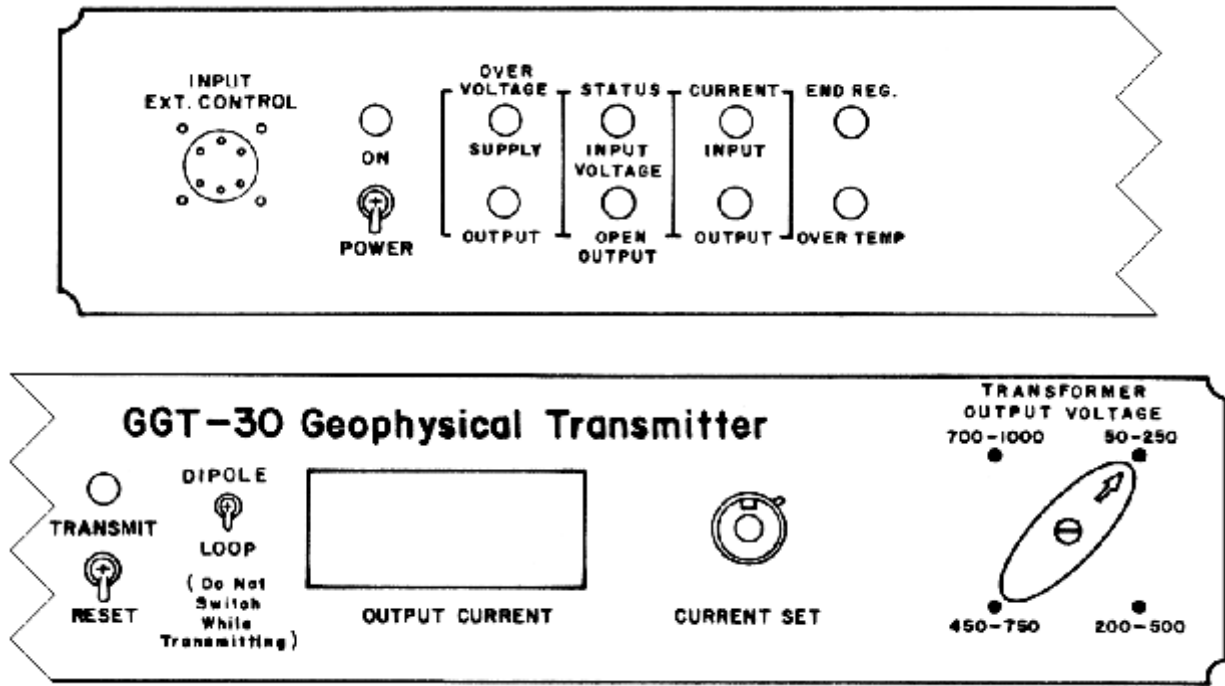 INPUT
EXT. CONTROL
ON
POWER
OVER
VOLTAGE
SUPPLY
OUTPUT
STATUS
INPUT
VOLTAGE
OPEN
OUTPUT
CURRENT
INPUT
OUTPUT
END REG.
OVER TEMP
GGT-30 Geophysical Transmitter
TRANSMIT
RESET
DIPOLE
LOOP
(Do Not
Switch
While
Transmitting)
OUTPUT CURRENT
CURRENT SET
TRANSFORMER
OUTPUT VOLTAGE
700-1000 50-250
450-750 200-500